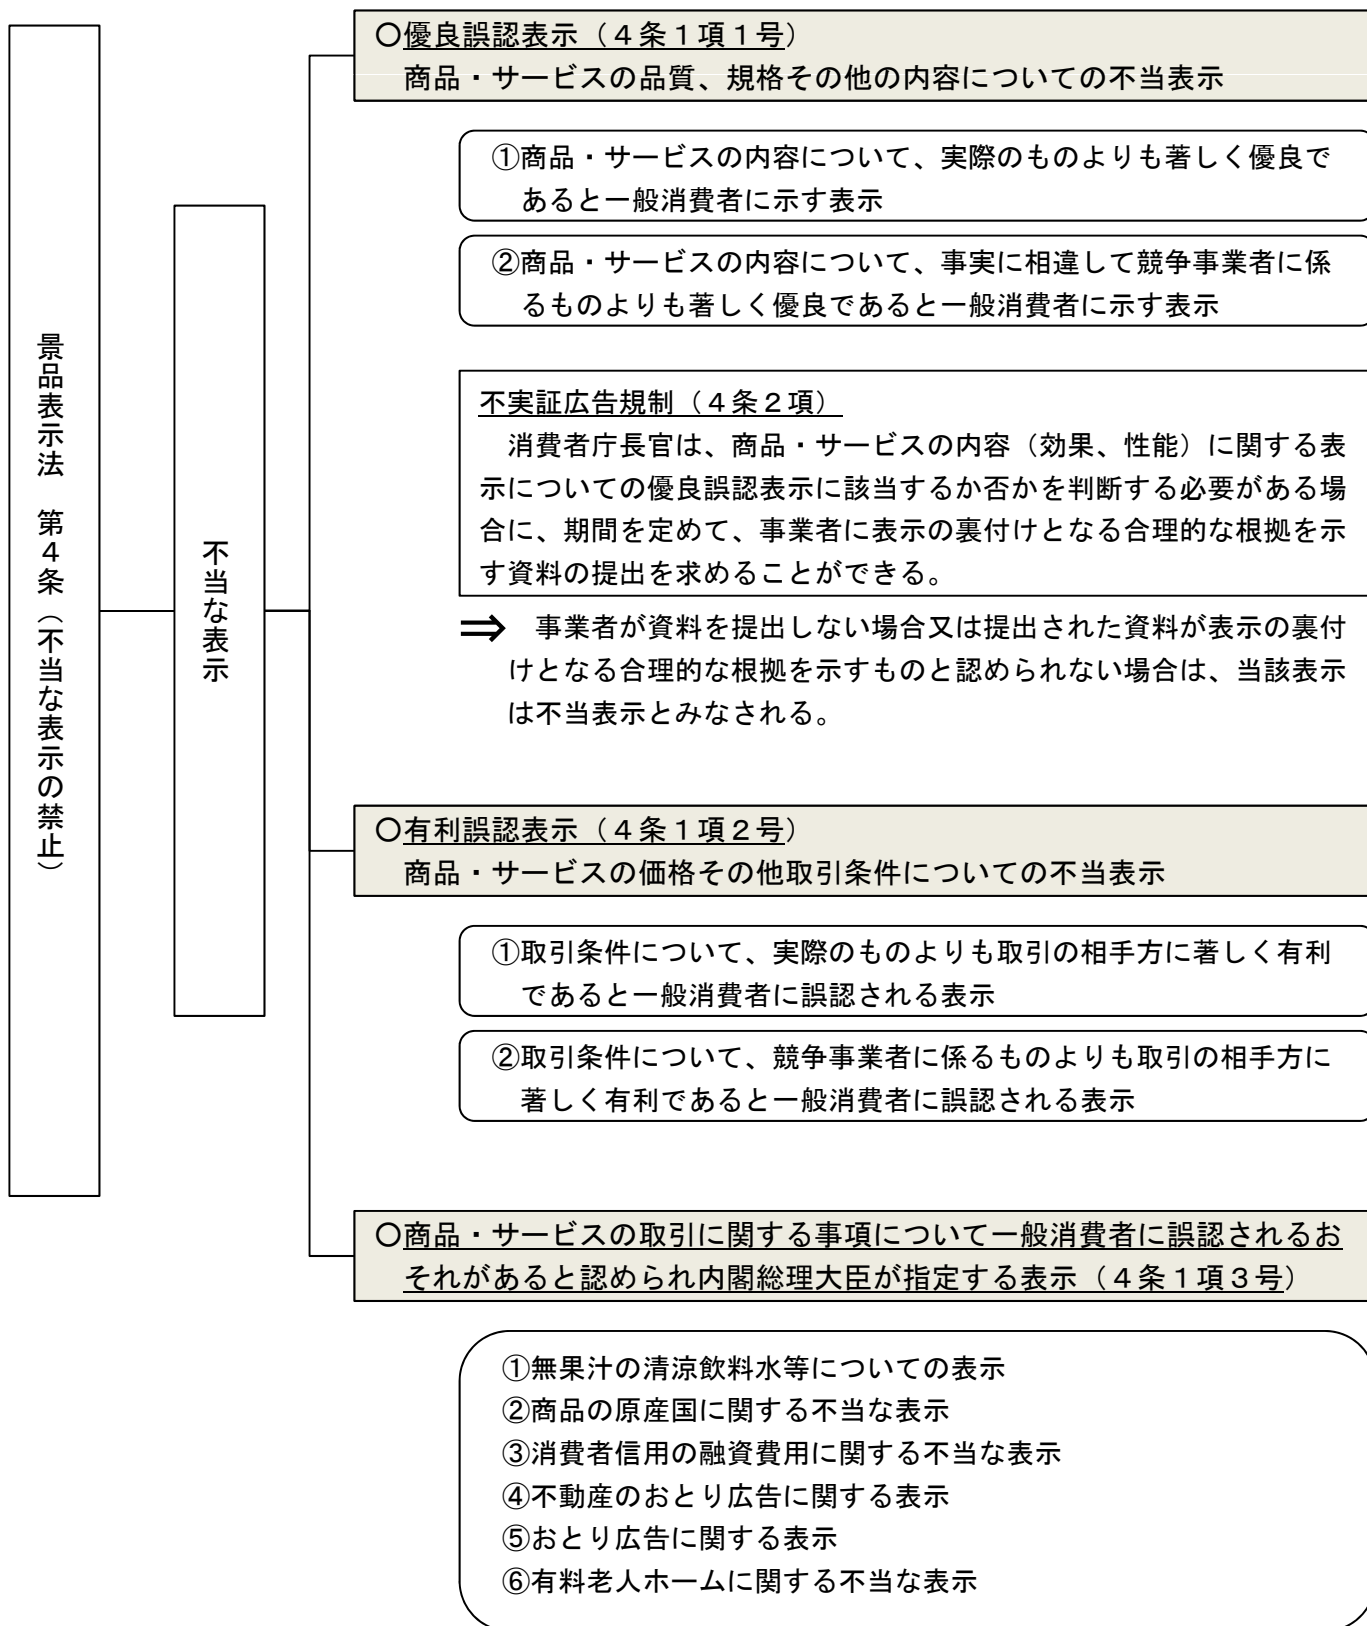 景品表示法　第４条（不当な表示の禁止）
不当な表示
○優良誤認表示（４条１項１号）
商品・サービスの品質、規格その他の内容についての不当表示
①商品・サービスの内容について、実際のものよりも著しく優良で
あると一般消費者に示す表示
②商品・サービスの内容について、事実に相違して競争事業者に係
るものよりも著しく優良であると一般消費者に示す表示
不実証広告規制（４条２項）
消費者庁長官は、商品・サービスの内容（効果、性能）に関する表
示についての優良誤認表示に該当するか否かを判断する必要がある場
合に、期間を定めて、事業者に表示の裏付けとなる合理的な根拠を示
す資料の提出を求めることができる。
⇒　事業者が資料を提出しない場合又は提出された資料が表示の裏付
けとなる合理的な根拠を示すものと認められない場合は、当該表示
は不当表示とみなされる。
○有利誤認表示（４条１項２号）
商品・サービスの価格その他取引条件についての不当表示
①取引条件について、実際のものよりも取引の相手方に著しく有利
であると一般消費者に誤認される表示
②取引条件について、競争事業者に係るものよりも取引の相手方に
著しく有利であると一般消費者に誤認される表示
○商品・サービスの取引に関する事項について一般消費者に誤認されるお
それがあると認められ内閣総理大臣が指定する表示（４条１項３号）
①無果汁の清涼飲料水等についての表示
②商品の原産国に関する不当な表示
③消費者信用の融資費用に関する不当な表示
④不動産のおとり広告に関する表示
⑤おとり広告に関する表示
⑥有料老人ホームに関する不当な表示